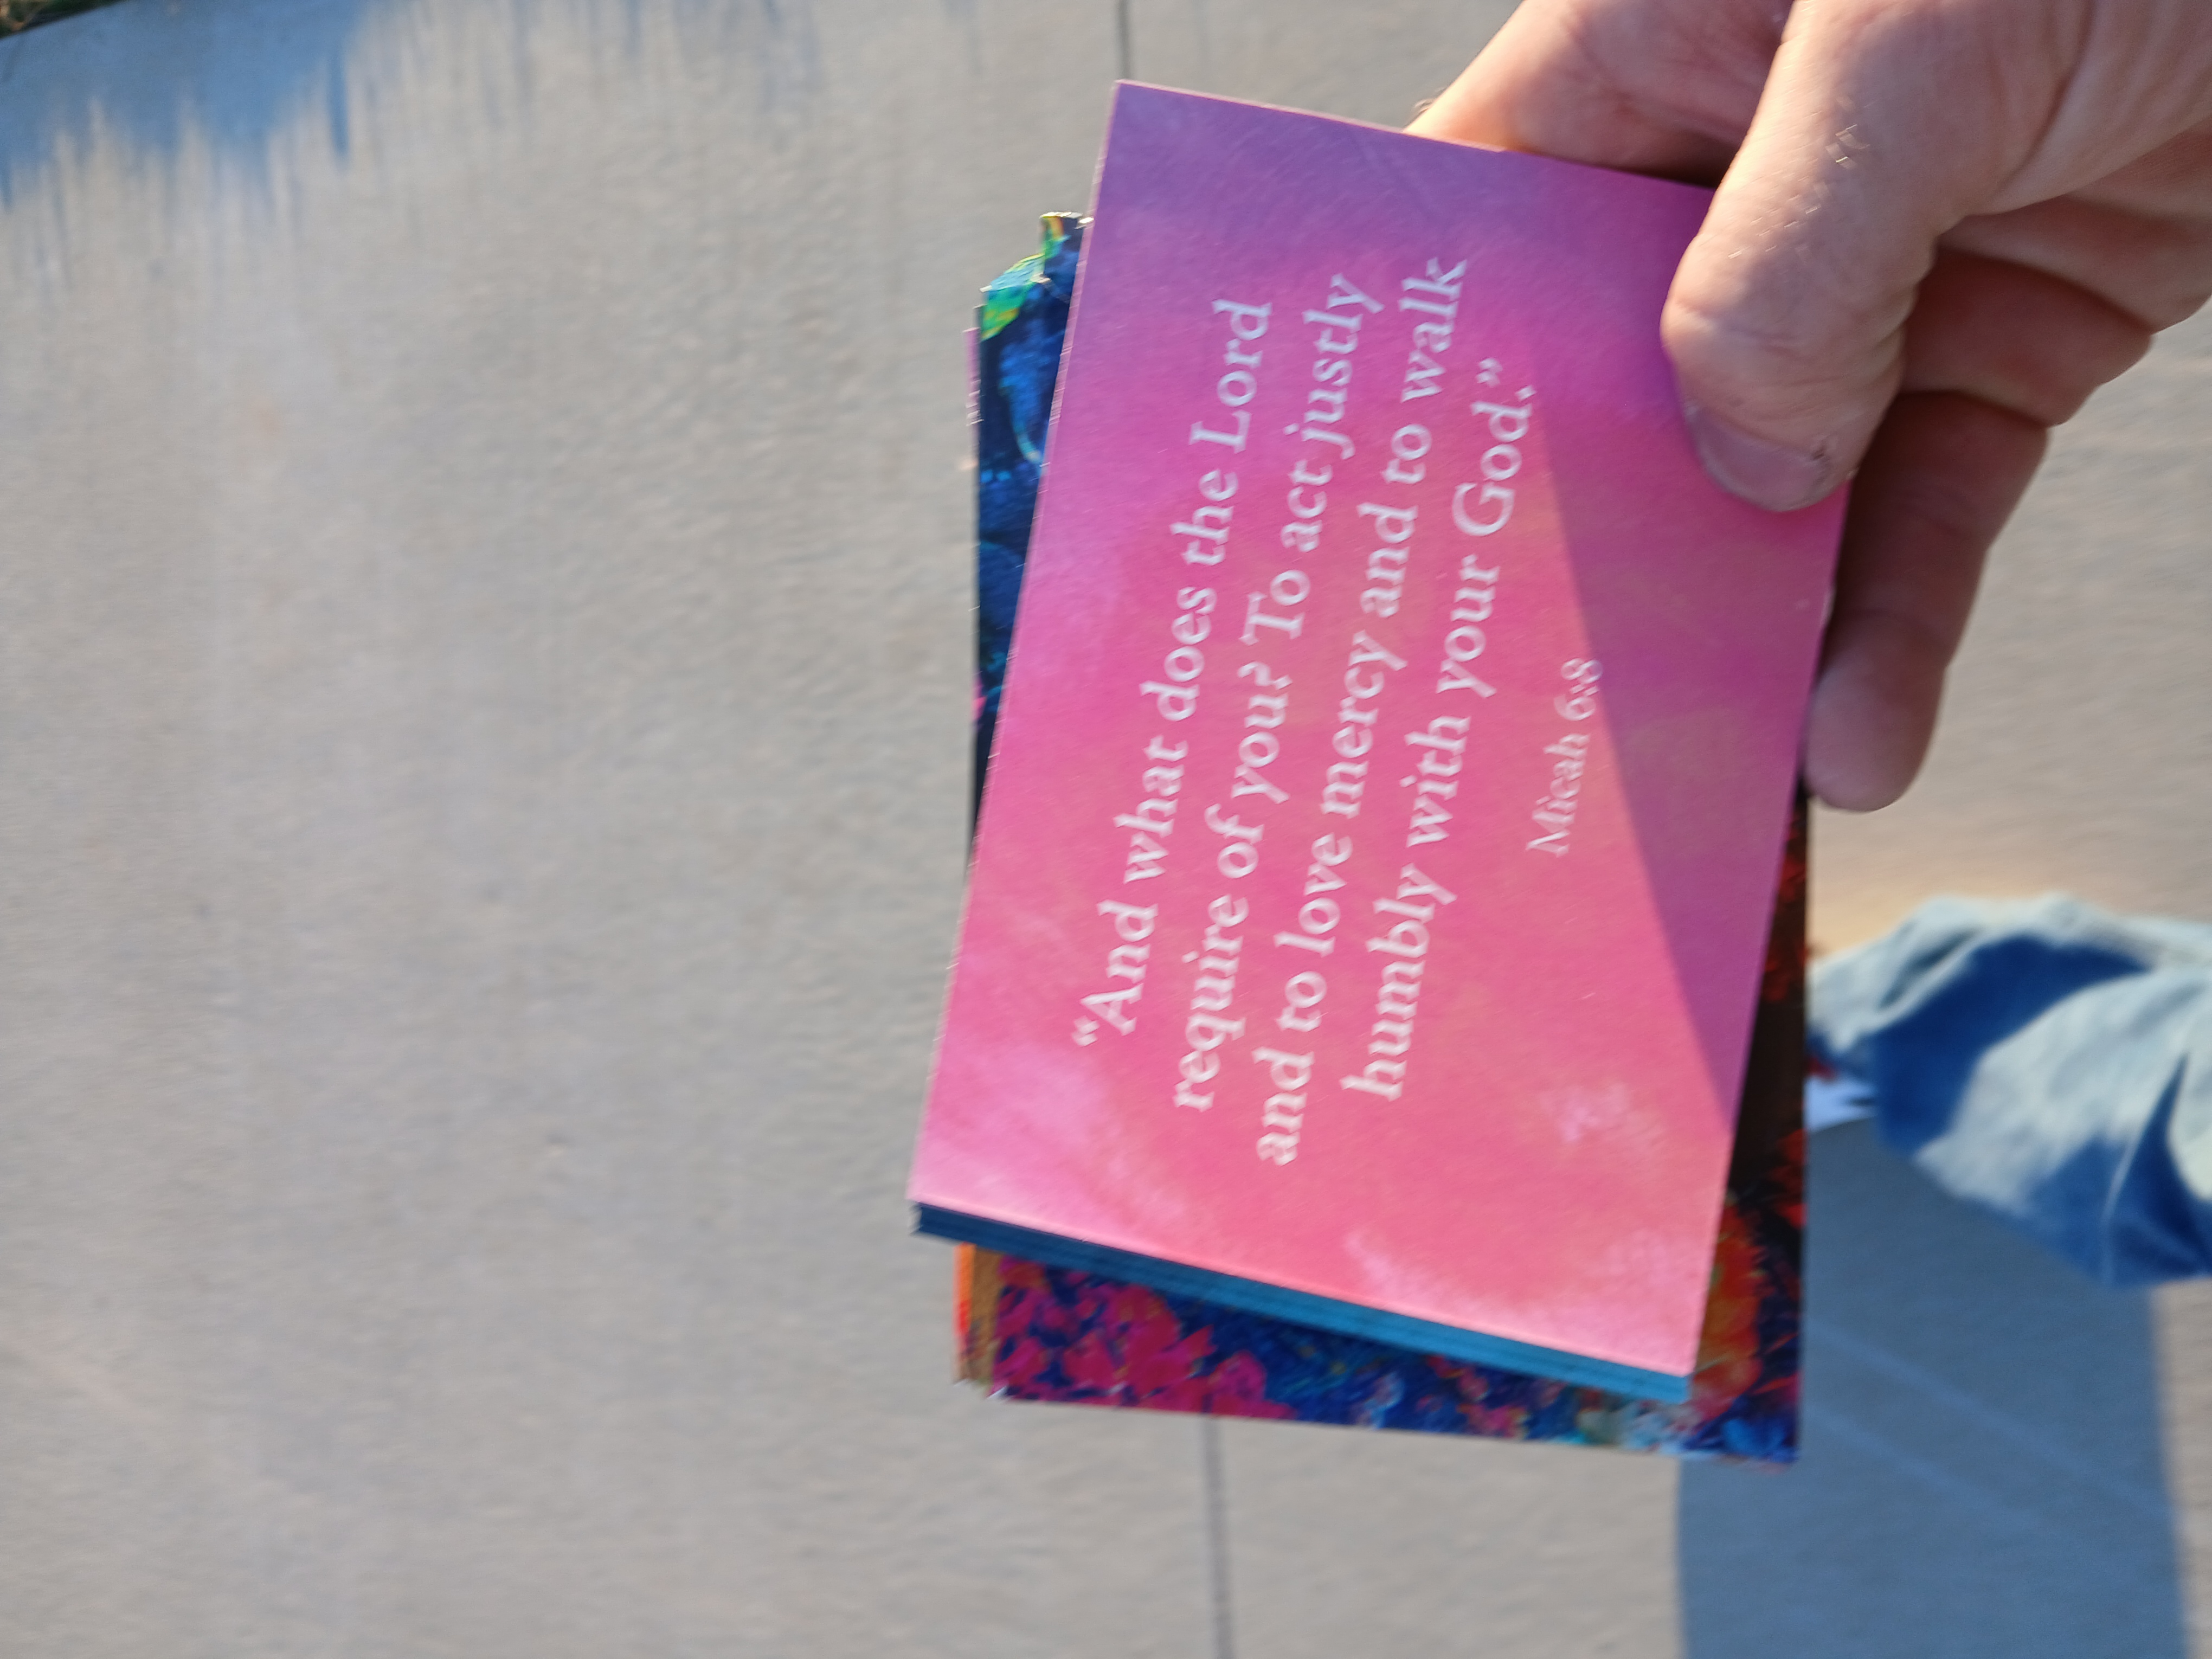 “And what does the Lord
require of you? To act justly
and to love mercy and to walk
humbly with your God.”
Micah 6:8